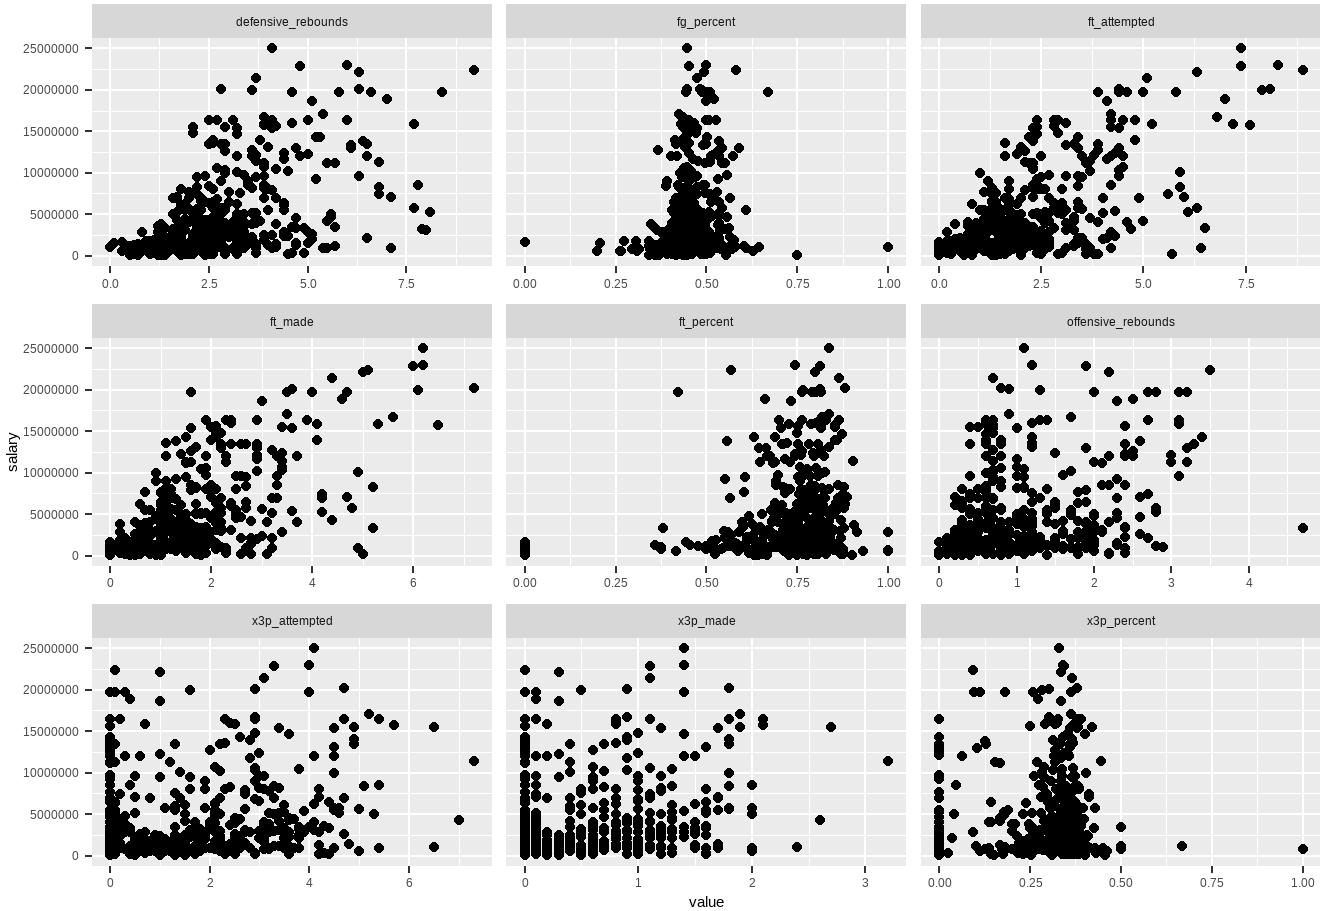 defensive_rebounds fg_percent ft_attempted
25000000
20000000
15000000
10000000
5000000
0
0.0 2.5 5.0 7.5 0.00 0.25 0.50 0.75 1.00 0.0 2.5 5.0 7.5
ft_made ft_percent offensive_rebounds
25000000
20000000
15000000
salary
10000000
5000000
0
0 2 4 6 0.00 0.25 0.50 0.75 1.00 0 1 2 3 4
x3p_attempted x3p_made x3p_percent
25000000
20000000
15000000
10000000
5000000
0
0 2 4 6 0 1 2 3 0.00 0.25 0.50 0.75 1.00
value